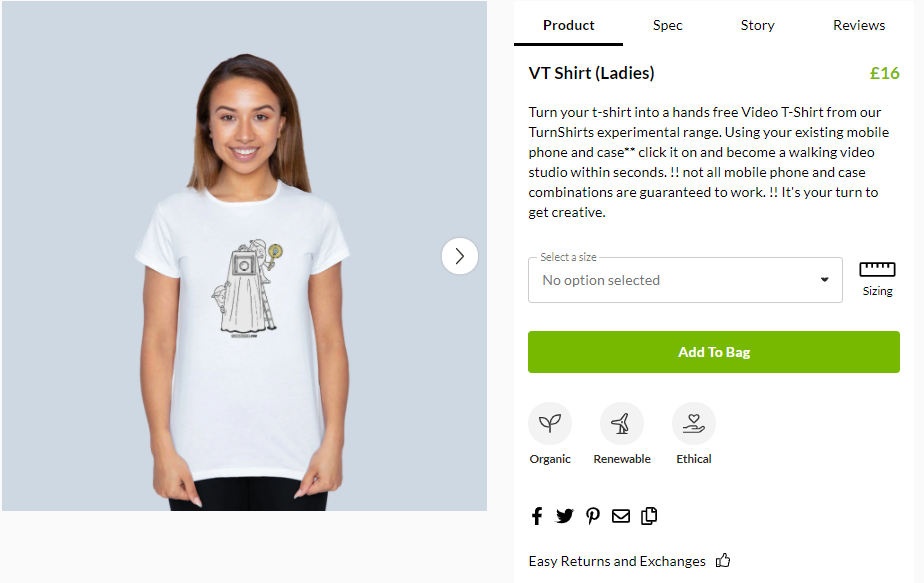 Product
Spec
Story
Reviews
VT Shirt (Ladies)
£16
Turn your t-shirt into a hands free Video T-Shirt from our
TurnShirts experimental range. Using your existing mobile
phone and case** click it on and become a walking video
studio within seconds. !! not all mobile phone and case
combinations are guaranteed to work. !! It's your turn to
get creative.
Select a size
No option selected
Sizing
Add To Bag
Organic
Renewable
Ethical
Easy Returns and Exchanges